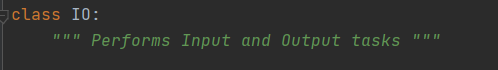 class IO:
    """ Performs Input and Output tasks """